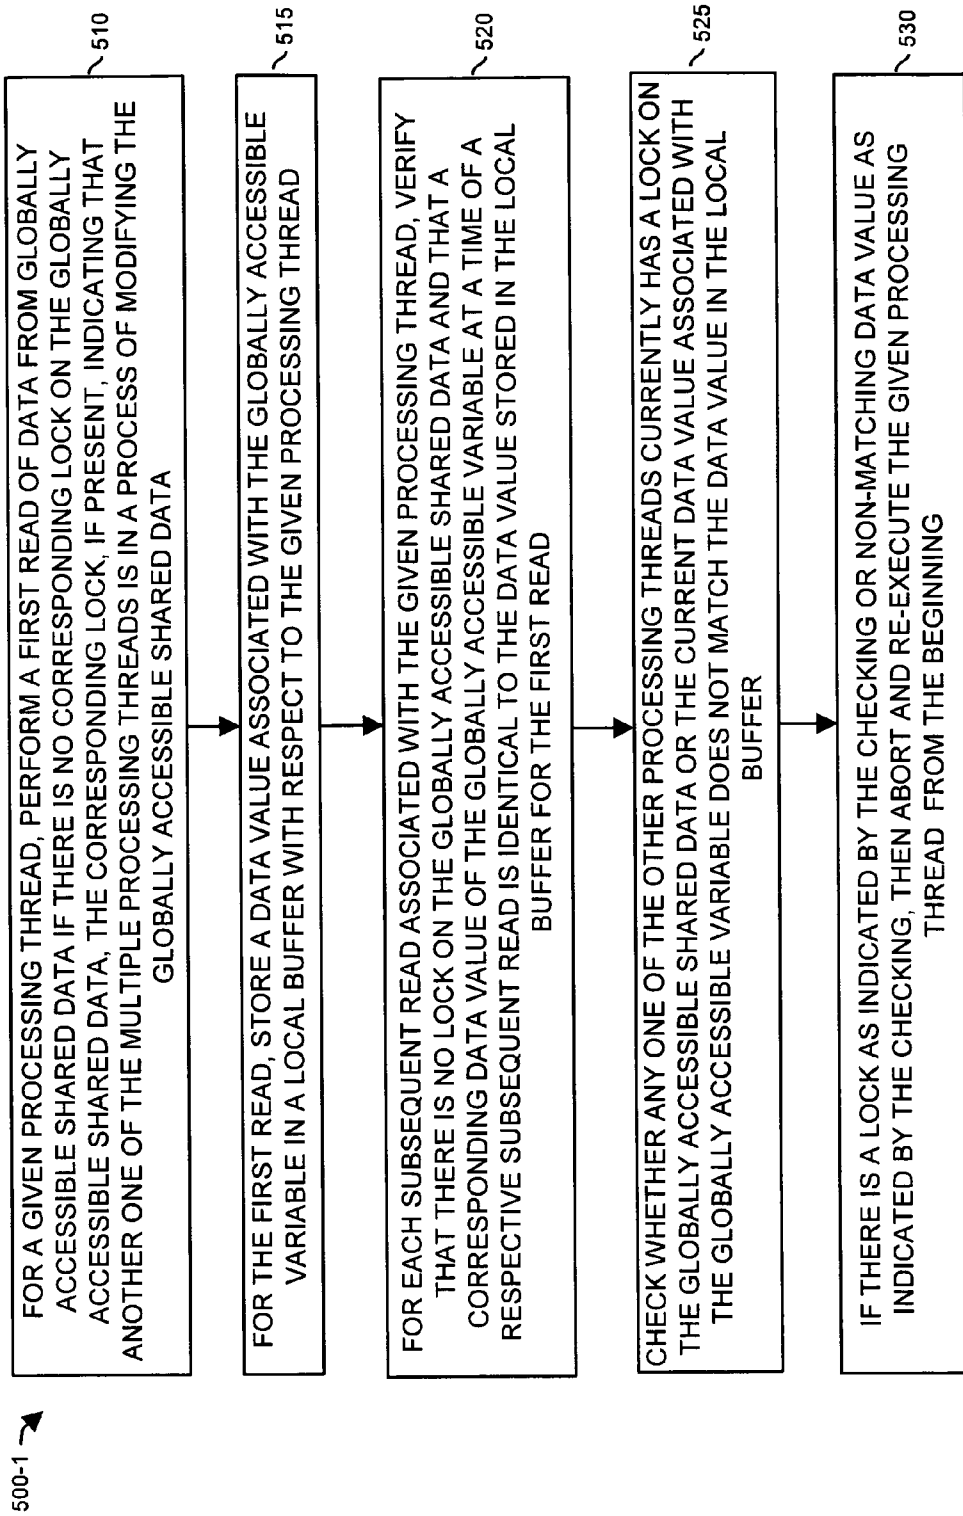 500-1
FOR A GIVEN PROCESSING THREAD, PERFORM A FIRST READ OF DATA FROM GLOBALLY
ACCESSIBLE SHARED DATA IF THERE IS NO CORRESPONDING LOCK ON THE GLOBALLY
ACCESSIBLE SHARED DATA, THE CORRESPONDING LOCK, IF PRESENT, INDICATING THAT
ANOTHER ONE OF THE MULTIPLE PROCESSING THREADS IS IN A PROCESS OF MODIFYING THE
GLOBALLY ACCESSIBLE SHARED DATA
510
FOR THE FIRST READ, STORE A DATA VALUE ASSOCIATED WITH THE GLOBALLY ACCESSIBLE
VARIABLE IN A LOCAL BUFFER WITH RESPECT TO THE GIVEN PROCESSING THREAD
515
FOR EACH SUBSEQUENT READ ASSOCIATED WITH THE GIVEN PROCESSING THREAD, VERIFY
THAT THERE IS NO LOCK ON THE GLOBALLY ACCESSIBLE SHARED DATA AND THAT A
CORRESPONDING DATA VALUE OF THE GLOBALLY ACCESSIBLE VARIABLE AT A TIME OF A
RESPECTIVE SUBSEQUENT READ IS IDENTICAL TO THE DATA VALUE STORED IN THE LOCAL
BUFFER FOR THE FIRST READ
520
CHECK WHETHER ANY ONE OF THE OTHER PROCESSING THREADS CURRENTLY HAS A LOCK ON
THE GLOBALLY ACCESSIBLE SHARED DATA OR THE CURRENT DATA VALUE ASSOCIATED WITH
THE GLOBALLY ACCESSIBLE VARIABLE DOES NOT MATCH THE DATA VALUE IN THE LOCAL
BUFFER
525
IF THERE IS A LOCK AS INDICATED BY THE CHECKING OR NON-MATCHING DATA VALUE AS
INDICATED BY THE CHECKING, THEN ABORT AND RE-EXECUTE THE GIVEN PROCESSING
THREAD FROM THE BEGINNING
530